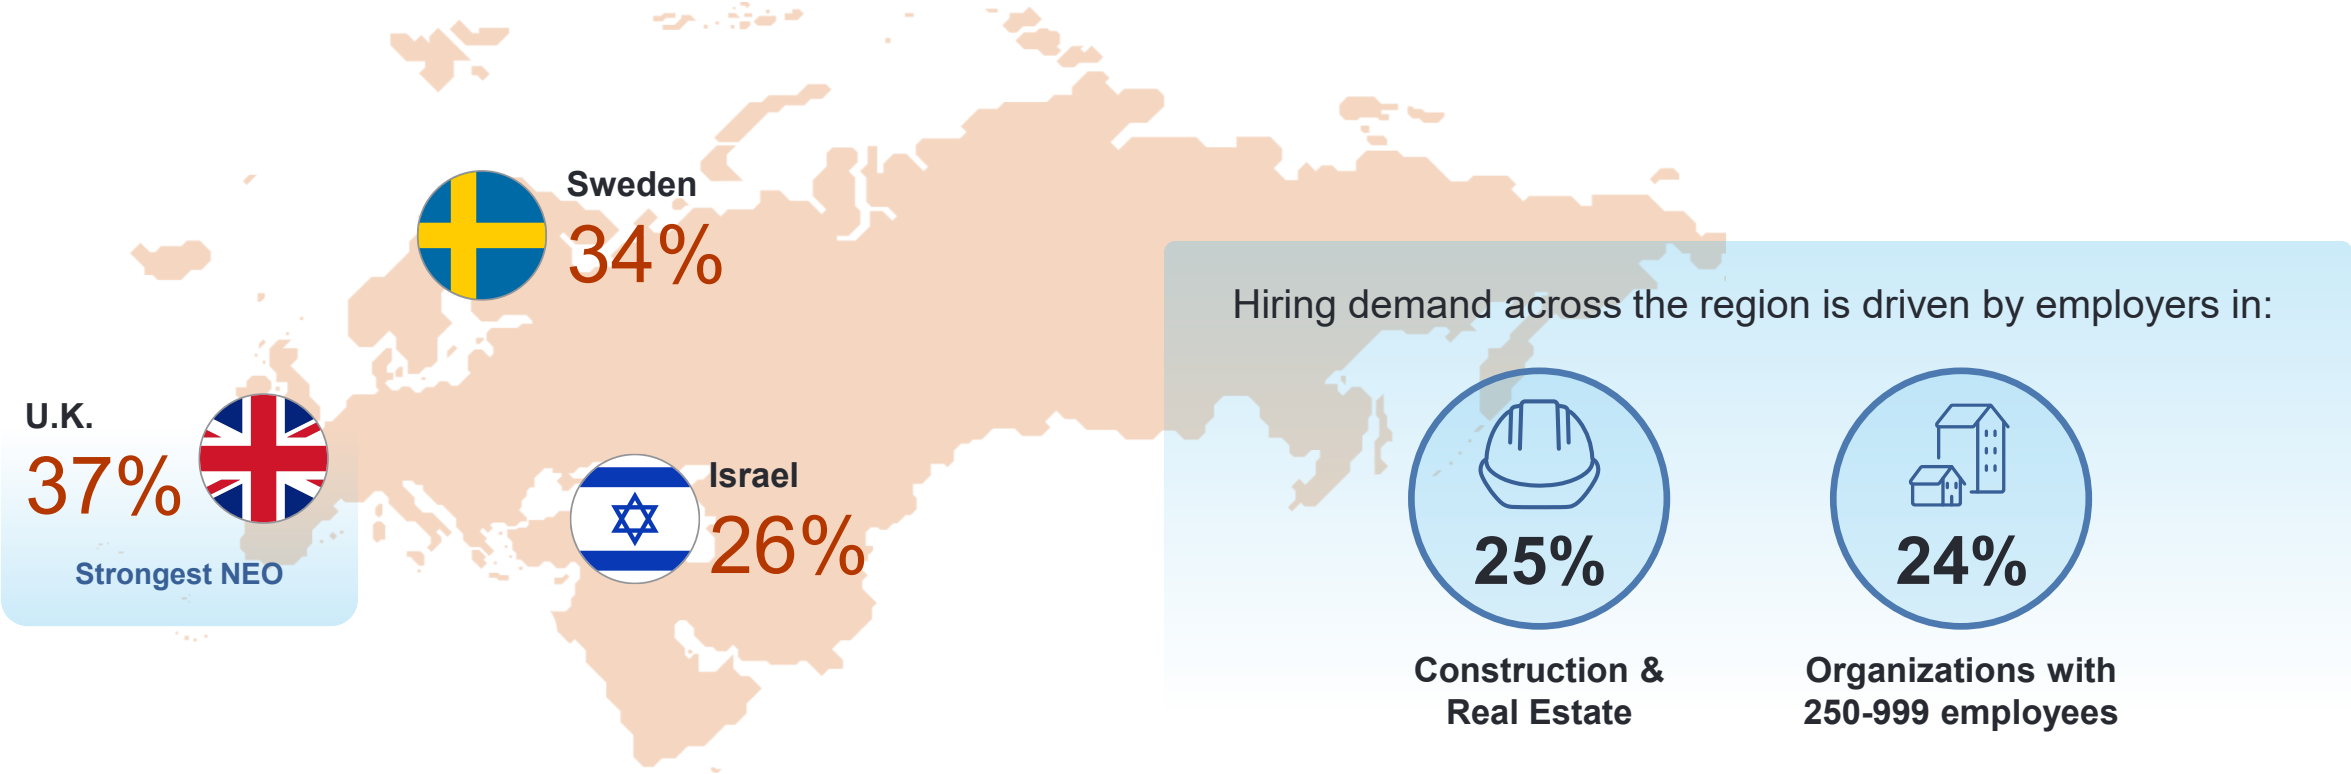 Sweden
34%
U.K.
37%
Strongest NEO
Israel
26%
Hiring demand across the region is driven by employers in:
25%
Construction &
Real Estate
24%
Organizations with
250-999 employees